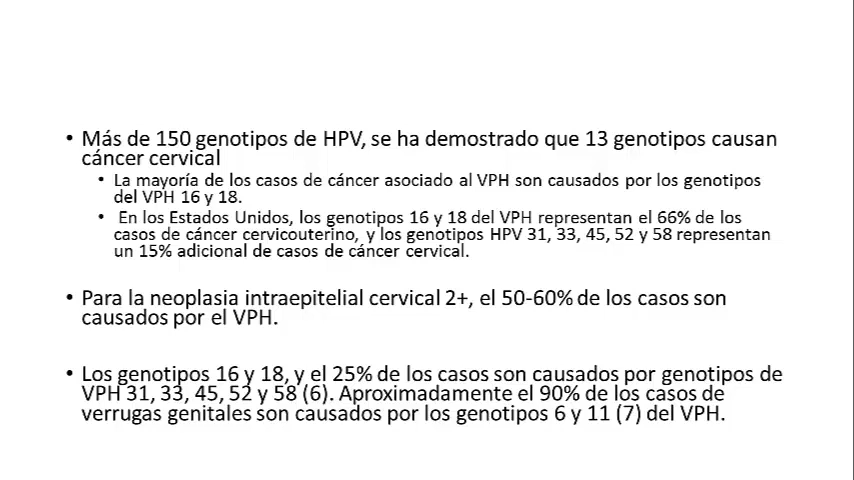 • Más de 150 genotipos de HPV, se ha demostrado que 13 genotipos causan
cáncer cervical
• La mayoría de los casos de cáncer asociado al VPH son causados por los genotipos
del VPH 16 y 18.
• En los Estados Unidos, los genotipos 16 y 18 del VPH representan el 66% de los
casos de cáncer cervicouterino, y los genotipos HPV 31, 33, 45, 52 y 58 representan
un 15% adicional de casos de cáncer cervical.
• Para la neoplasia intraepitelial cervical 2+, el 50-60% de los casos son
causados por el VPH.
• Los genotipos 16 y 18, y el 25% de los casos son causados por genotipos de
VPH 31, 33, 45, 52 y 58 (6). Aproximadamente el 90% de los casos de
verrugas genitales son causados por los genotipos 6 y 11 (7) del VPH.